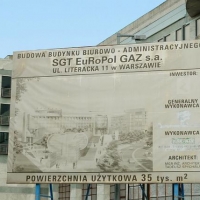 BUDOWA BUDYNKU BIUROWO - ADMINISTRACYJNEGO
SGT EuRoPol GAZ s.a.
UL. LITERACKA 11 w WARSZAWIE
INWESTOR
GENERALNY
WYKONAWCA
WYKONAWCA
ARCHITEKT
POWIERZCHNIA UŻYTKOWA 35 tys. m²